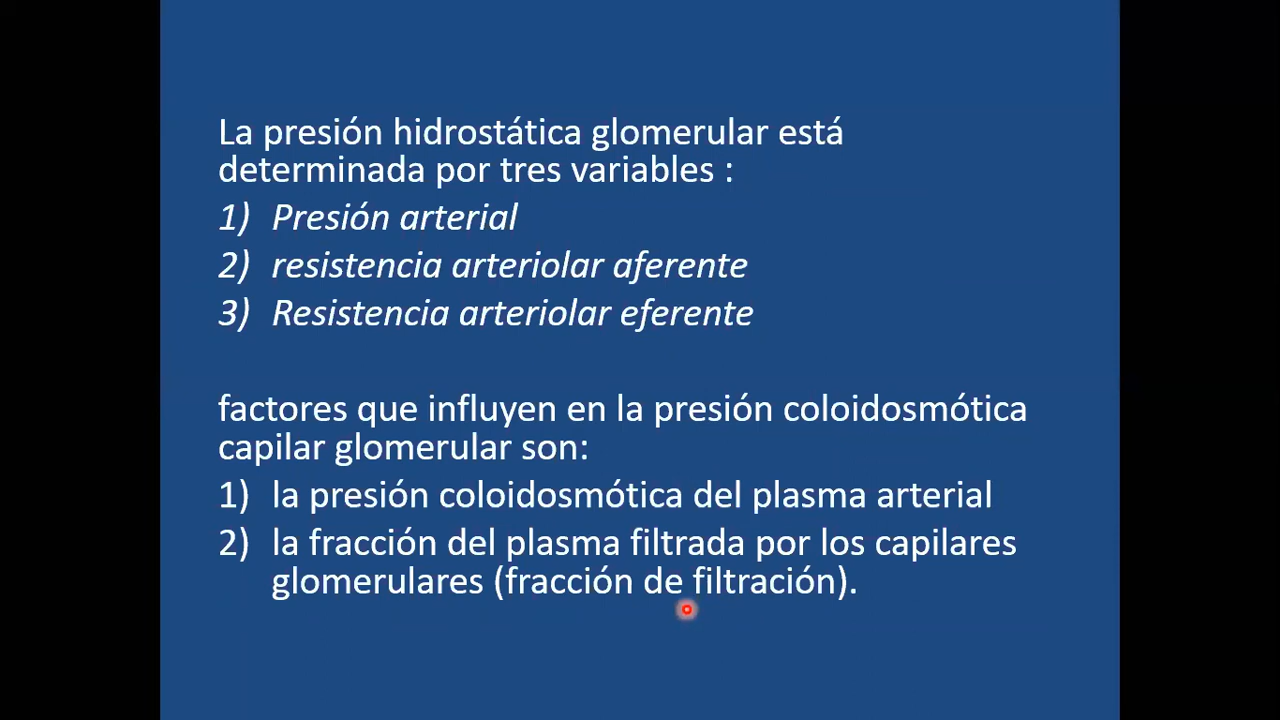 La presión hidrostática glomerular está
determinada por tres variables :
1) Presión arterial
2) resistencia arteriolar aferente
3) Resistencia arteriolar eferente
factores que influyen en la presión coloidosmótica
capilar glomerular son:
1) la presión coloidosmótica del plasma arterial
2) la fracción del plasma filtrada por los capilares
glomerulares (fracción de filtración).